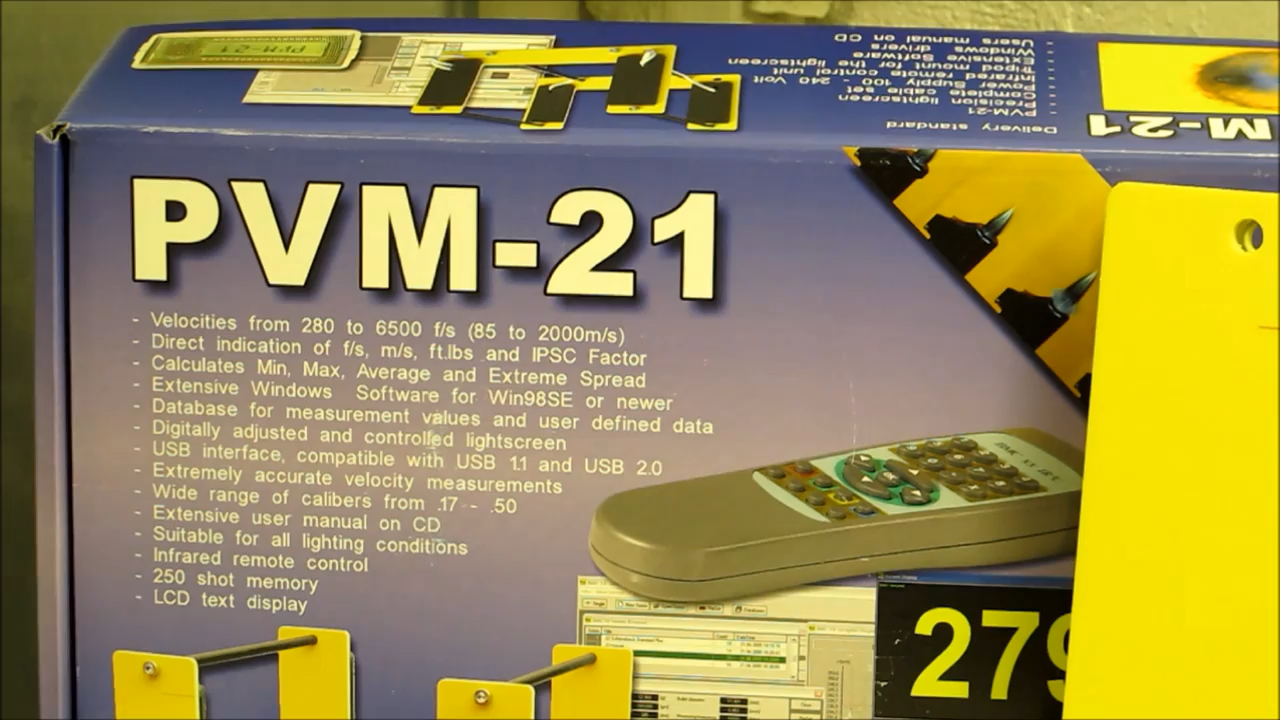 PPM-21
Delivery standard
PVM-21
Precision lightscreen
Complete cable set
Power Supply 100 - 240 Volt
Infrared remote control unit
Tripod mount for the lightscreen
Extensive Software
Windows drivers
Users manual on CD
M-21
PVM-21
- Velocities from 280 to 6500 f/s (85 to 2000m/s)
- Direct indication of f/s, m/s, ft.lbs and IPSC Factor
- Calculates Min, Max, Average and Extreme Spread
- Extensive Windows Software for Win98SE or newer
- Database for measurement values and user defined data
- Digitally adjusted and controlled lightscreen
- USB interface, compatible with USB 1.1 and USB 2.0
- Extremely accurate velocity measurements
- Wide range of calibers from .17 - .50
- Extensive user manual on CD
- Suitable for all lighting conditions
- Infrared remote control
- 250 shot memory
- LCD text display
279